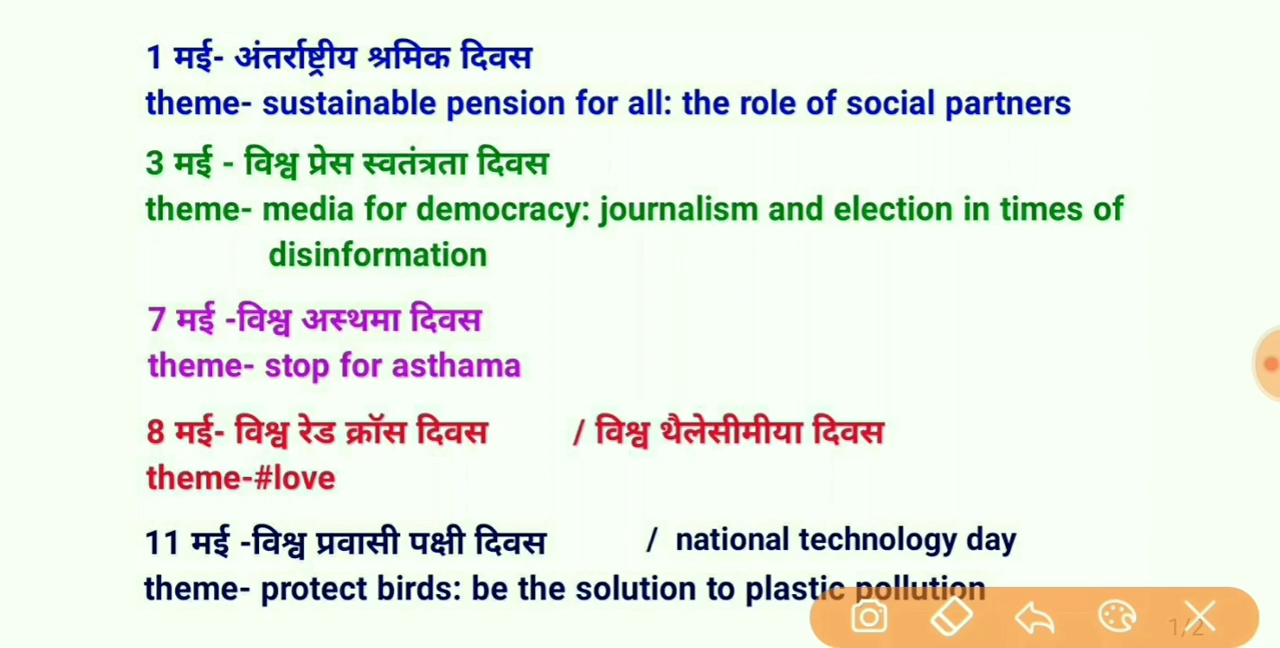 1 मई- अंतर्राष्ट्रीय श्रमिक दिवस
theme- sustainable pension for all: the role of social partners
3 मई - विश्व प्रेस स्वतंत्रता दिवस
theme- media for democracy: journalism and election in times of
disinformation
7 मई -विश्व अस्थमा दिवस
theme- stop for asthama
8 मई- विश्व रेड क्रॉस दिवस / विश्व थैलेसीमीया दिवस
theme-#love
11 मई -विश्व प्रवासी पक्षी दिवस / national technology day
theme- protect birds: be the solution to plastic pollution
1/2